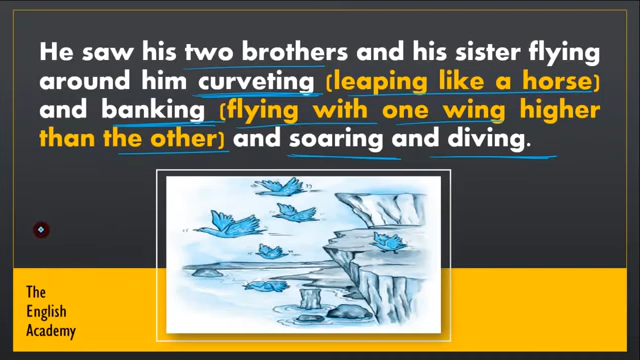 He saw his two brothers and his sister flying
around him curveting (leaping like a horse)
and banking (flying with one wing higher
than the other) and soaring and diving.
The
English
Academy